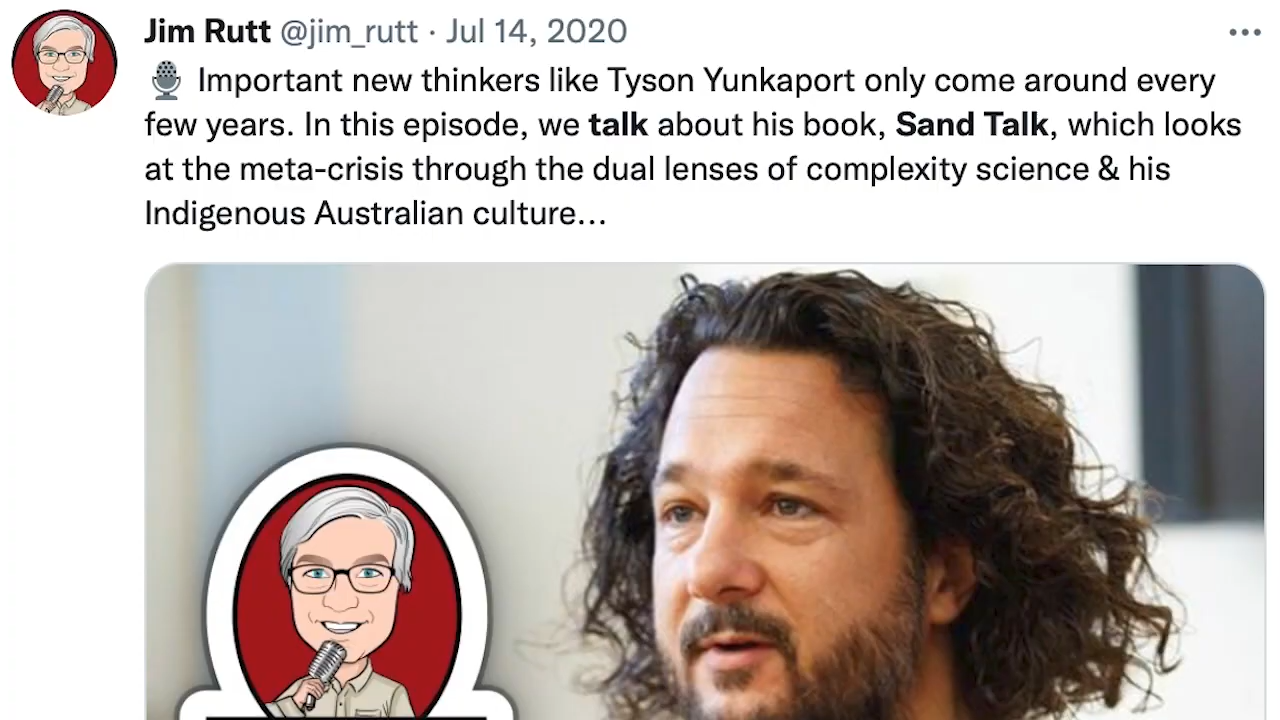 Jim Rutt @jim_rutt · Jul 14, 2020
🎙 Important new thinkers like Tyson Yunkaport only come around every
few years. In this episode, we talk about his book, Sand Talk, which looks
at the meta-crisis through the dual lenses of complexity science & his
Indigenous Australian culture...